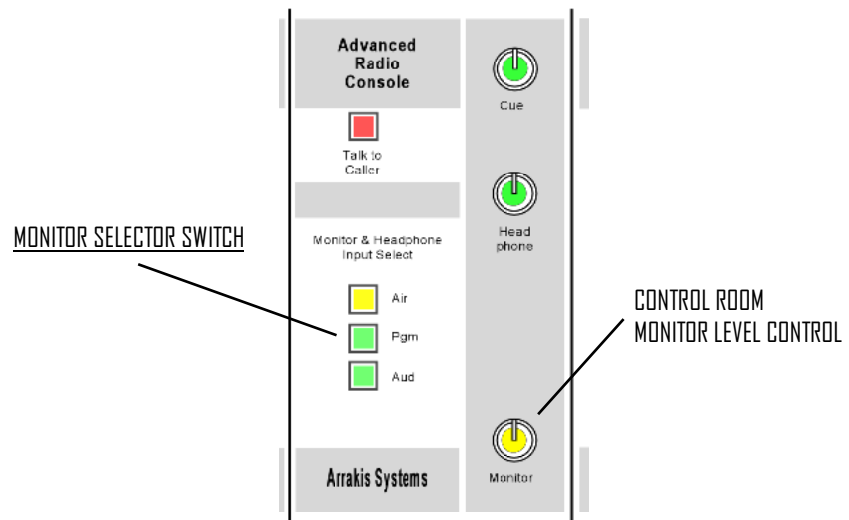 Advanced
Radio
Console
Cue
Talk to
Caller
Head
phone
MONITOR SELECTOR SWITCH
Monitor & Headphone
Input Select
Air
Pgm
Aud
CONTROL ROOM
MONITOR LEVEL CONTROL
Arrakis Systems
Monitor